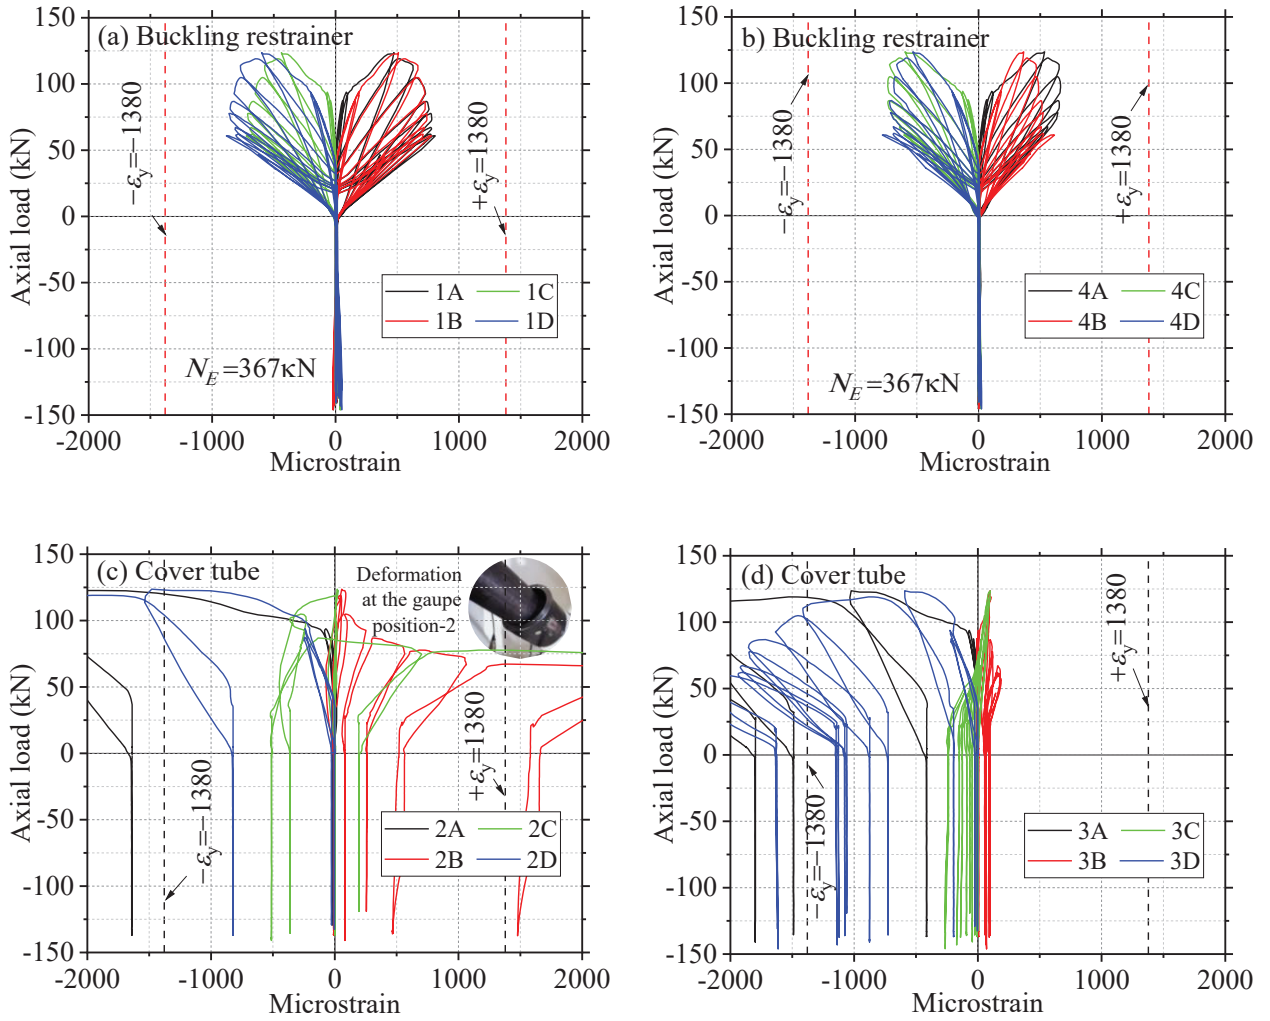 (a) Buckling restrainer
150
100
50
0
-50
-100
-150
Axial load (kN)
−εy=−1380
+εy=1380
1A 1C
1B 1D
NE=367κN
-2000 -1000 0 1000 2000
Microstrain
b) Buckling restrainer
150
100
50
0
-50
-100
-150
Axial load (kN)
−εy=−1380
+εy=1380
4A 4C
4B 4D
NE=367κN
-2000 -1000 0 1000 2000
Microstrain
(c) Cover tube
Deformation
at the gaupe
position-2
150
100
50
0
-50
-100
-150
Axial load (kN)
−εy=−1380
+εy=1380
2A 2C
2B 2D
-2000 -1000 0 1000 2000
Microstrain
(d) Cover tube
150
100
50
0
-50
-100
-150
Axial load (kN)
−εy=−1380
+εy=1380
3A 3C
3B 3D
-2000 -1000 0 1000 2000
Microstrain